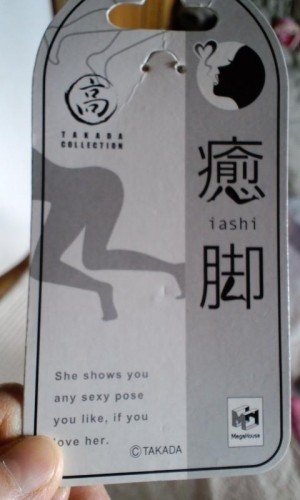 高
TAKADA
COLLECTION
癒
iashi
脚
She shows you
any sexy pose
you like, if you
love her.
©TAKADA
MegaHouse